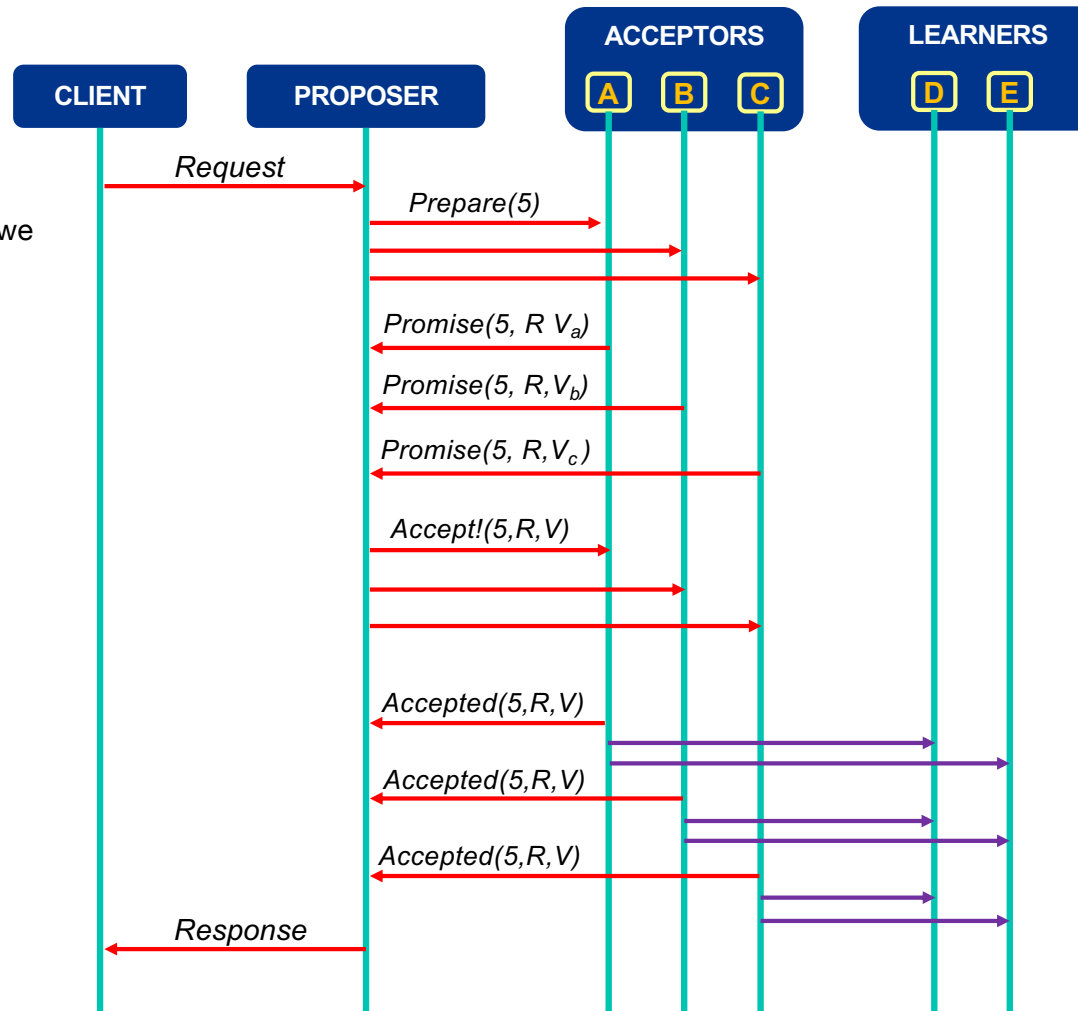 ACCEPTORS
LEARNERS
CLIENT
PROPOSER
A B C
D E
Request
Prepare(5)
we
Promise(5, R Va)
Promise(5, R,Vb)
Promise(5, R,Vc )
Accept!(5,R,V)
Accepted(5,R,V)
Accepted(5,R,V)
Accepted(5,R,V)
Response